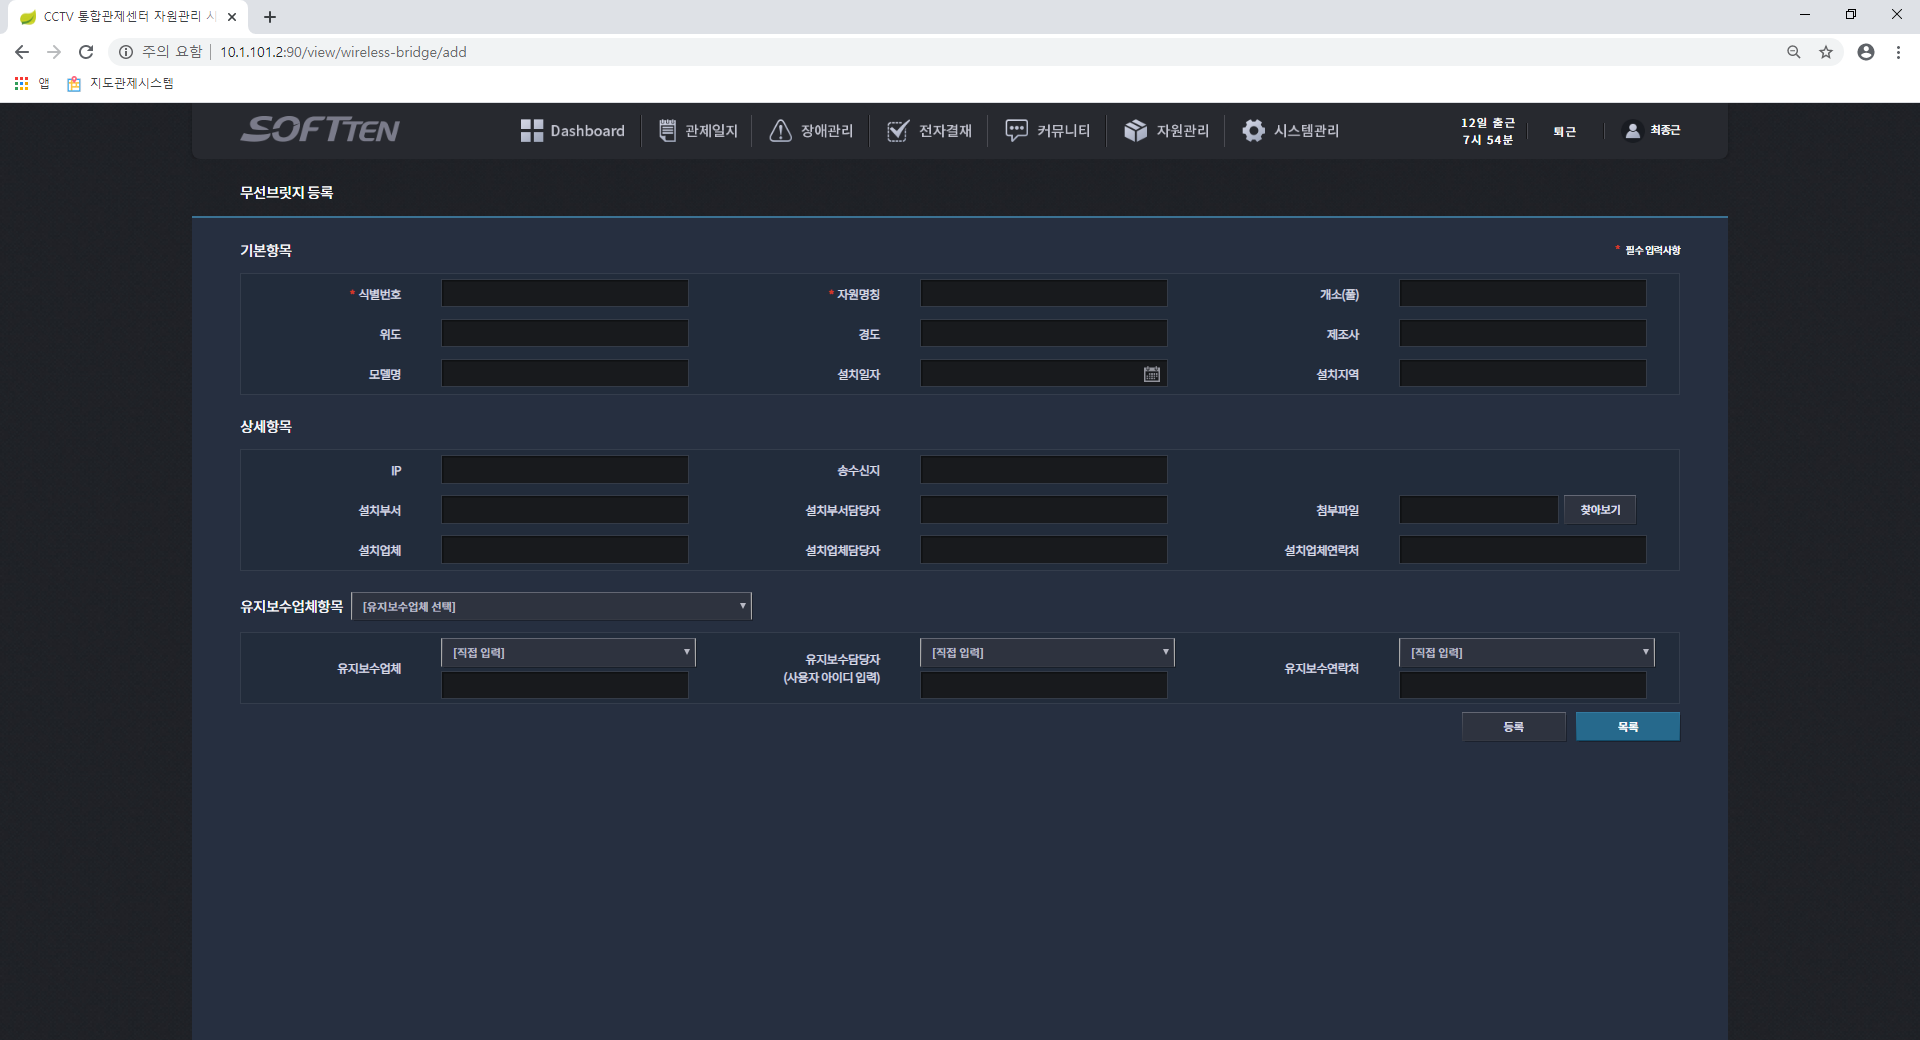 CCTV 통합관제센터 자원관리 시
주의 요함 10.1.101.2:90/view/wireless-bridge/add
앱 지도관제시스템
SOFTTEN Dashboard 관제일지 장애관리 전자결재 커뮤니티 자원관리 시스템관리 12일 출근 퇴근 최종근
7시 54분
무선브릿지 등록
기본항목 * 필수 입력사항
* 식별번호 * 자원명칭 개소(폴)
위도 경도 제조사
모델명 설치일자 설치지역
상세항목
IP 송수신지
설치부서 설치부서담당자 첨부파일 찾아보기
설치업체 설치업체담당자 설치업체연락처
유지보수업체항목 [유지보수업체 선택]
유지보수업체 [직접 입력] 유지보수담당자 [직접 입력] 유지보수연락처 [직접 입력]
(사용자 아이디 입력)
등록 목록